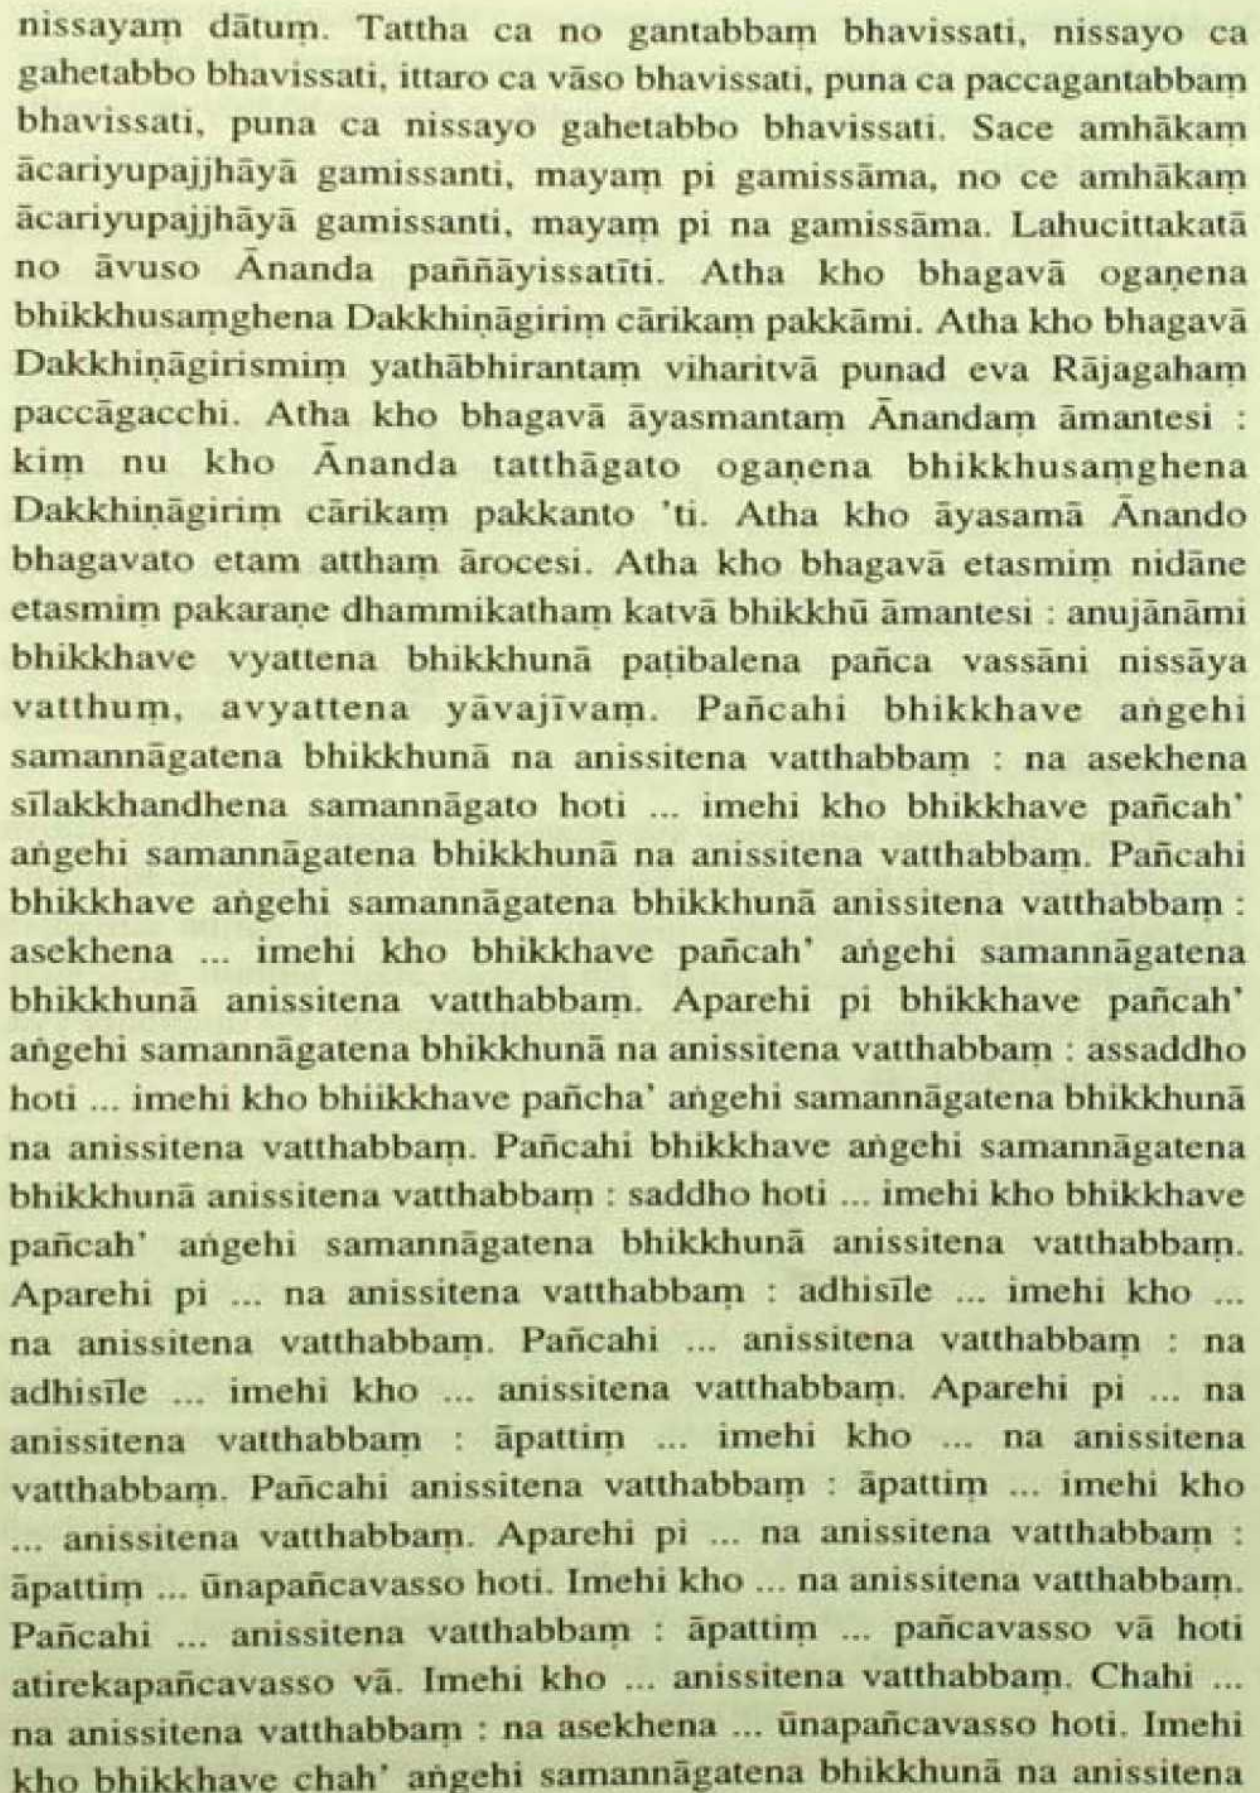 nissayaṃ dātuṃ. Tattha ca no gantabbaṃ bhavissati, nissayo ca
gahetabbo bhavissati, ittaro ca vāso bhavissati, puna ca paccagantabbaṃ
bhavissati, puna ca nissayo gahetabbo bhavissati. Sace amhākaṃ
ācariyupajjhāyā gamissanti, mayaṃ pi gamissāma, no ce amhākaṃ
ācariyupajjhāyā gamissanti, mayaṃ pi na gamissāma. Lahucittakatā
no āvuso Ānanda paññāyissatīti. Atha kho bhagavā ogaṇena
bhikkhusaṃghena Dakkhiṇāgiriṃ cārikaṃ pakkāmi. Atha kho bhagavā
Dakkhiṇāgirismiṃ yathābhirantaṃ viharitvā punad eva Rājagahaṃ
paccāgacchi. Atha kho bhagavā āyasmantaṃ Ānandaṃ āmantesi :
kiṃ nu kho Ānanda tatthāgato ogaṇena bhikkhusaṃghena
Dakkhiṇāgiriṃ cārikaṃ pakkanto 'ti. Atha kho āyasamā Ānando
bhagavato etam atthaṃ ārocesi. Atha kho bhagavā etasmiṃ nidāne
etasmiṃ pakaraṇe dhammikathaṃ katvā bhikkhū āmantesi : anujānāmi
bhikkhave vyattena bhikkhunā paṭibalena pañca vassāni nissāya
vatthuṃ, avyattena yāvajīvaṃ. Pañcahi bhikkhave aṅgehi
samannāgatena bhikkhunā na anissitena vatthabbaṃ : na asekhena
sīlakkhandhena samannāgato hoti ... imehi kho bhikkhave pañcah'
aṅgehi samannāgatena bhikkhunā na anissitena vatthabbaṃ. Pañcahi
bhikkhave aṅgehi samannāgatena bhikkhunā anissitena vatthabbaṃ :
asekhena ... imehi kho bhikkhave pañcah' aṅgehi samannāgatena
bhikkhunā anissitena vatthabbaṃ. Aparehi pi bhikkhave pañcah'
aṅgehi samannāgatena bhikkhunā na anissitena vatthabbaṃ : assaddho
hoti ... imehi kho bhiikkhave pañcha' aṅgehi samannāgatena bhikkhunā
na anissitena vatthabbaṃ. Pañcahi bhikkhave aṅgehi samannāgatena
bhikkhunā anissitena vatthabbaṃ : saddho hoti ... imehi kho bhikkhave
pañcah' aṅgehi samannāgatena bhikkhunā anissitena vatthabbaṃ.
Aparehi pi ... na anissitena vatthabbaṃ : adhisīle ... imehi kho ...
na anissitena vatthabbaṃ. Pañcahi ... anissitena vatthabbaṃ : na
adhisīle ... imehi kho ... anissitena vatthabbaṃ. Aparehi pi ... na
anissitena vatthabbaṃ : āpattiṃ ... imehi kho ... na anissitena
vatthabbaṃ. Pañcahi anissitena vatthabbaṃ : āpattiṃ ... imehi kho
... anissitena vatthabbaṃ. Aparehi pi ... na anissitena vatthabbaṃ :
āpattiṃ ... ūnapañcavasso hoti. Imehi kho ... na anissitena vatthabbaṃ.
Pañcahi ... anissitena vatthabbaṃ : āpattiṃ ... pañcavasso vā hoti
atirekapañcavasso vā. Imehi kho ... anissitena vatthabbaṃ. Chahi ...
na anissitena vatthabbaṃ : na asekhena ... ūnapañcavasso hoti. Imehi
kho bhikkhave chah' aṅgehi samannāgatena bhikkhunā na anissitena